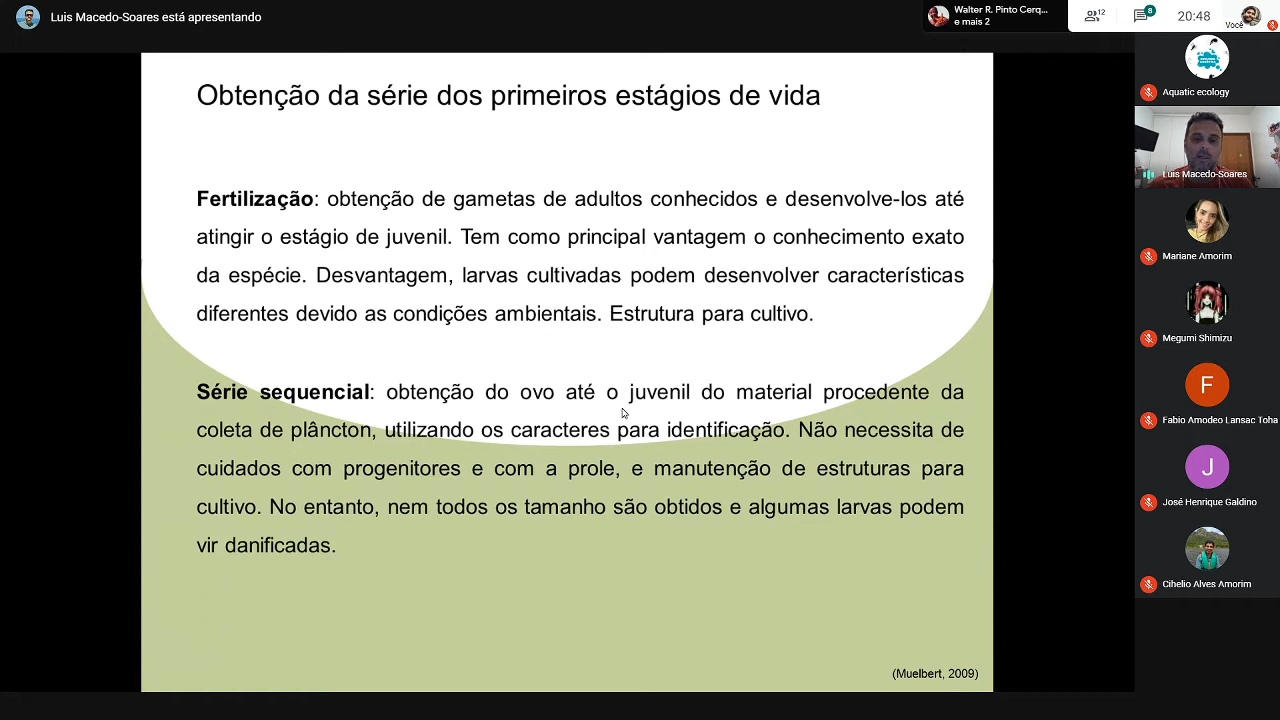 Luis Macedo-Soares está apresentando
Walter R. Pinto Cerq...
e mais 2
12
8
20:48
Você
Obtenção da série dos primeiros estágios de vida
Fertilização: obtenção de gametas de adultos conhecidos e desenvolve-los até
atingir o estágio de juvenil. Tem como principal vantagem o conhecimento exato
da espécie. Desvantagem, larvas cultivadas podem desenvolver características
diferentes devido as condições ambientais. Estrutura para cultivo.
Série sequencial: obtenção do ovo até o juvenil do material procedente da
coleta de plâncton, utilizando os caracteres para identificação. Não necessita de
cuidados com progenitores e com a prole, e manutenção de estruturas para
cultivo. No entanto, nem todos os tamanho são obtidos e algumas larvas podem
vir danificadas.
(Muelbert, 2009)
Aquatic ecology
Luis Macedo-Soares
Mariane Amorim
Megumi Shimizu
F
Fabio Amodeo Lansac Toha
J
José Henrique Galdino
Cihelio Alves Amorim